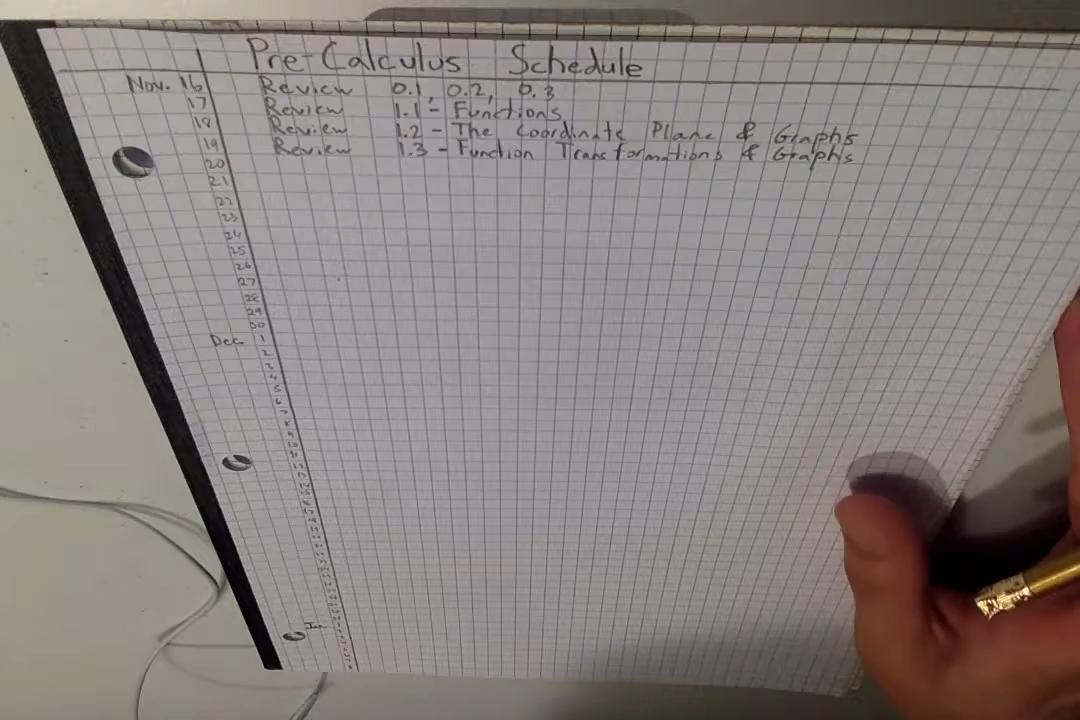 Pre-Calculus Schedule
Nov. 16 Review 0.1, 0.2, 0.3
17 Review 1.1 - Functions
18 Review 1.2 - The Coordinate Plane & Graphs
19 Review 1.3 - Function Transformations & Graphs
20
21
22
23
24
25
26
27
28
29
30
Dec 1
2
3
4
5
6
7